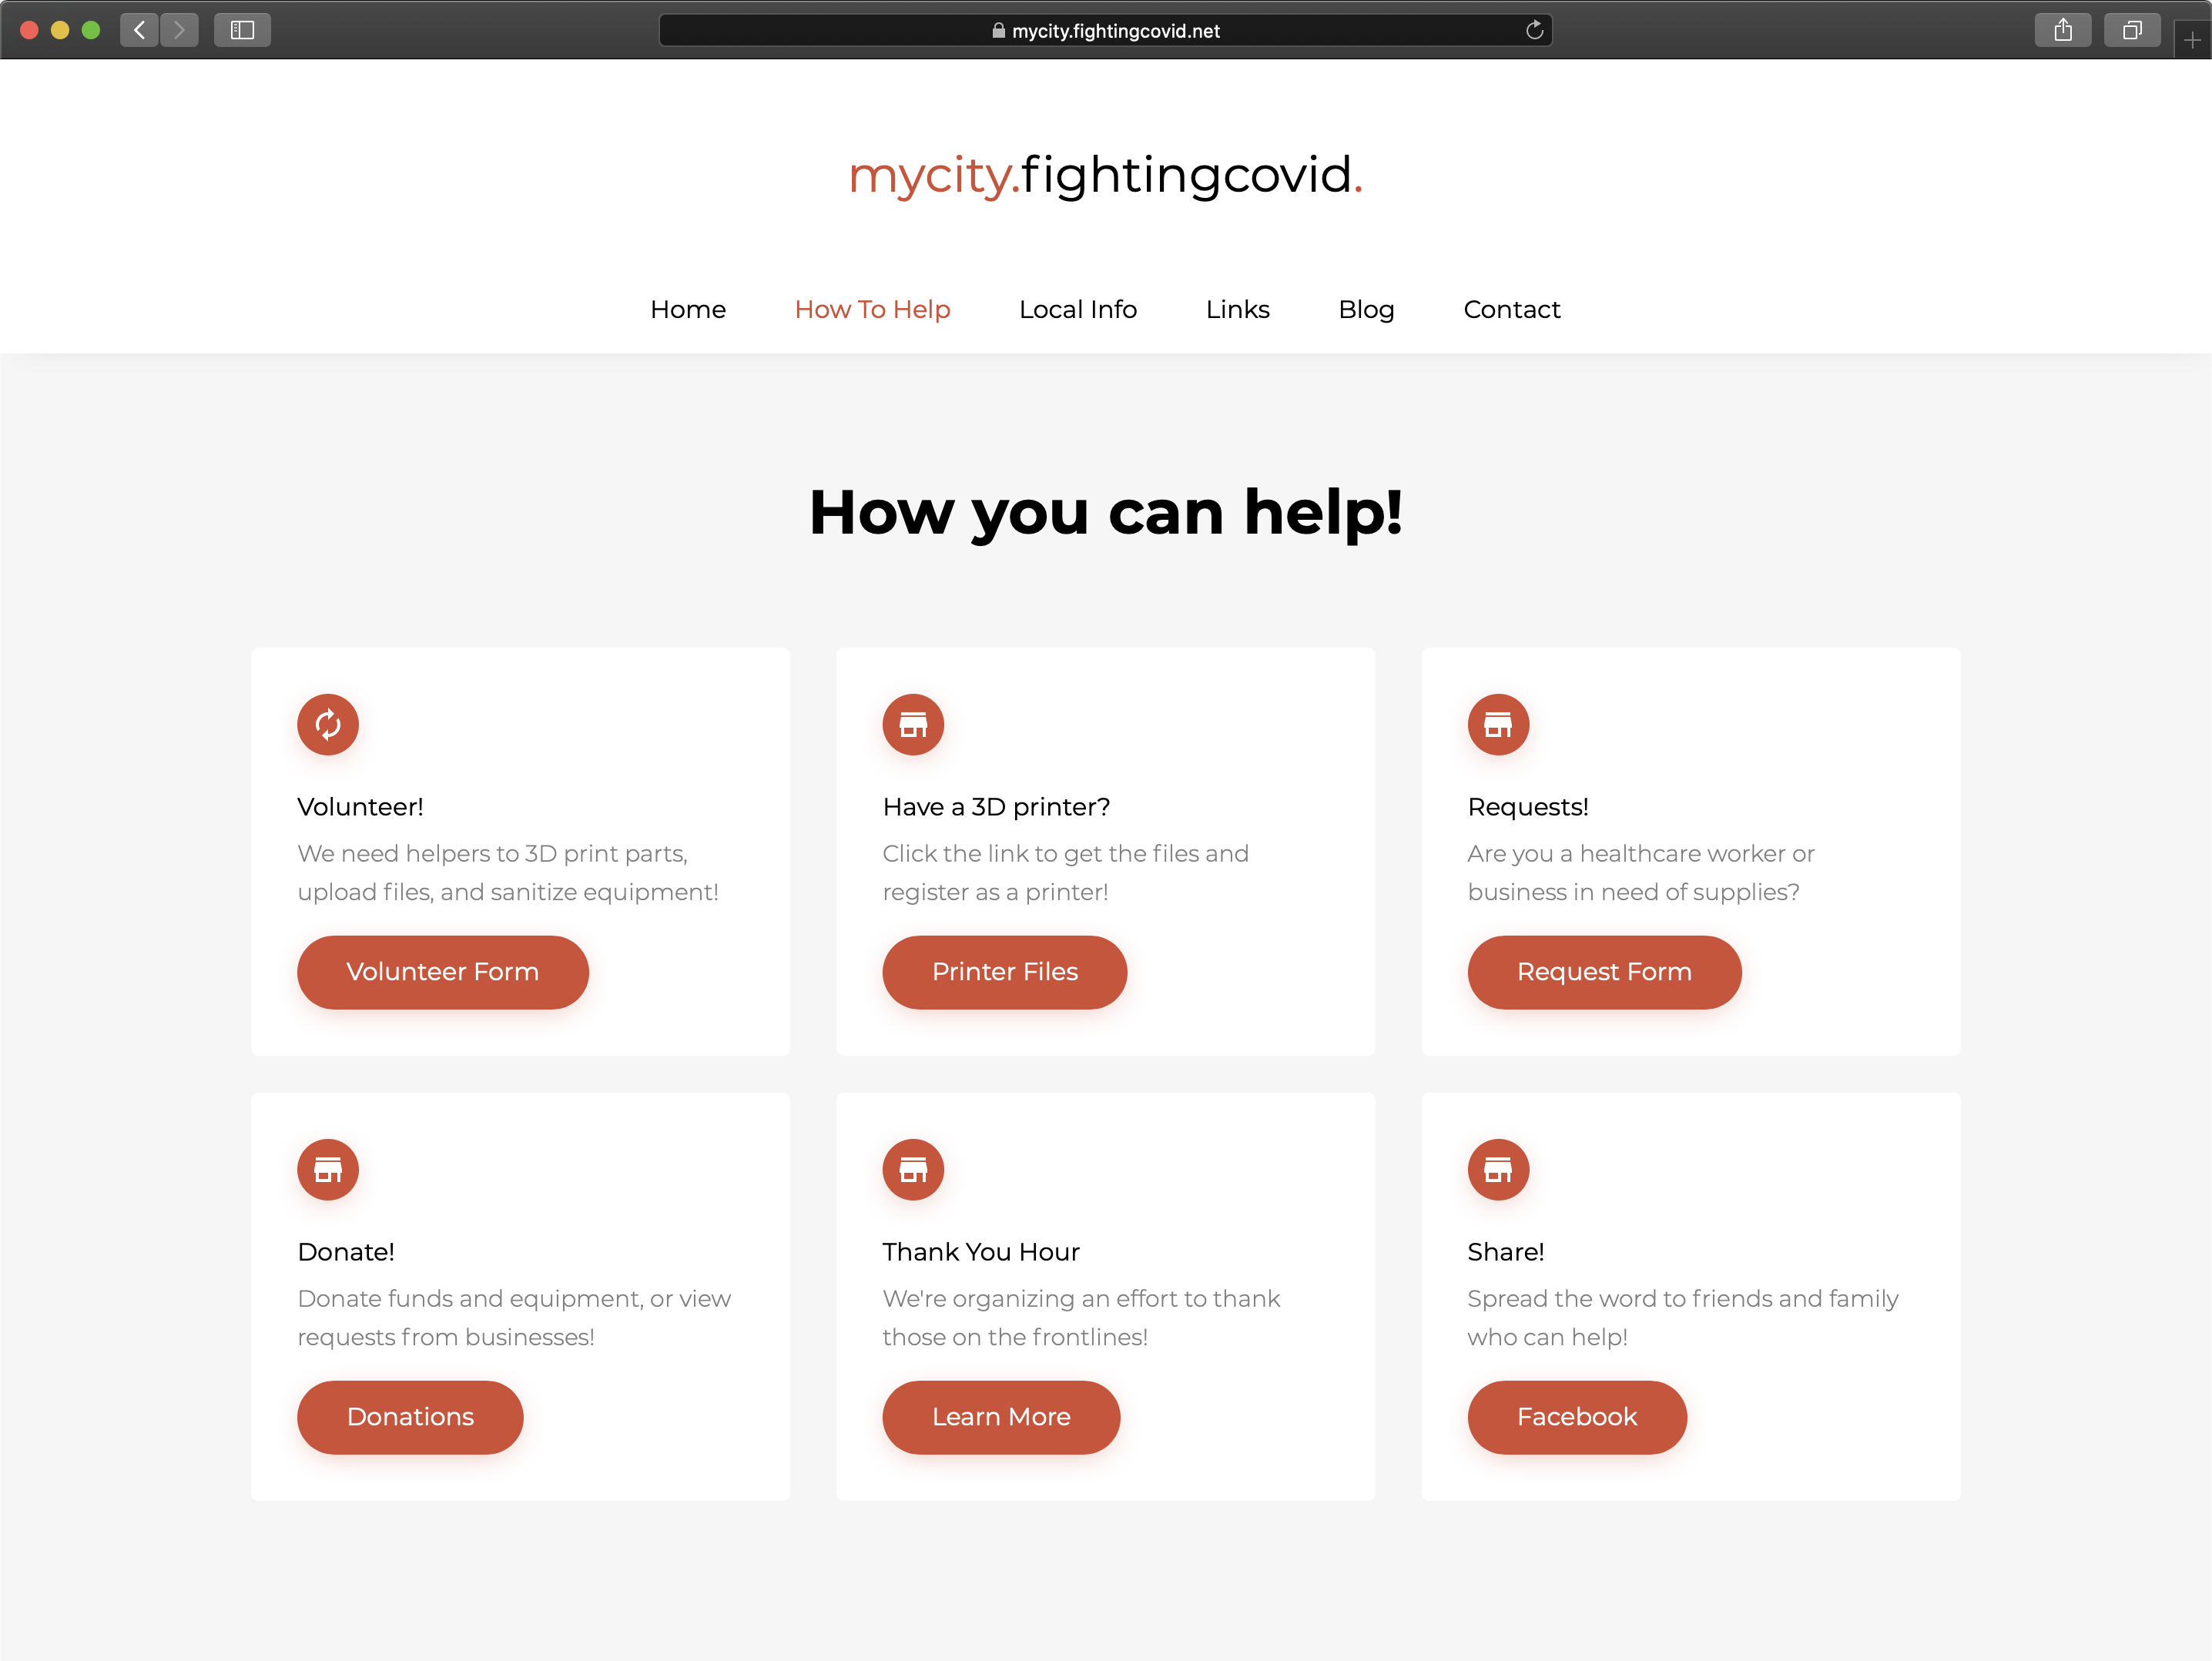 mycity.fightingcovid.net
mycity.fightingcovid.
Home How To Help Local Info Links Blog Contact
How you can help!
Volunteer!
We need helpers to 3D print parts,
upload files, and sanitize equipment!
Volunteer Form
Have a 3D printer?
Click the link to get the files and
register as a printer!
Printer Files
Requests!
Are you a healthcare worker or
business in need of supplies?
Request Form
Donate!
Donate funds and equipment, or view
requests from businesses!
Donations
Thank You Hour
We're organizing an effort to thank
those on the frontlines!
Learn More
Share!
Spread the word to friends and family
who can help!
Facebook